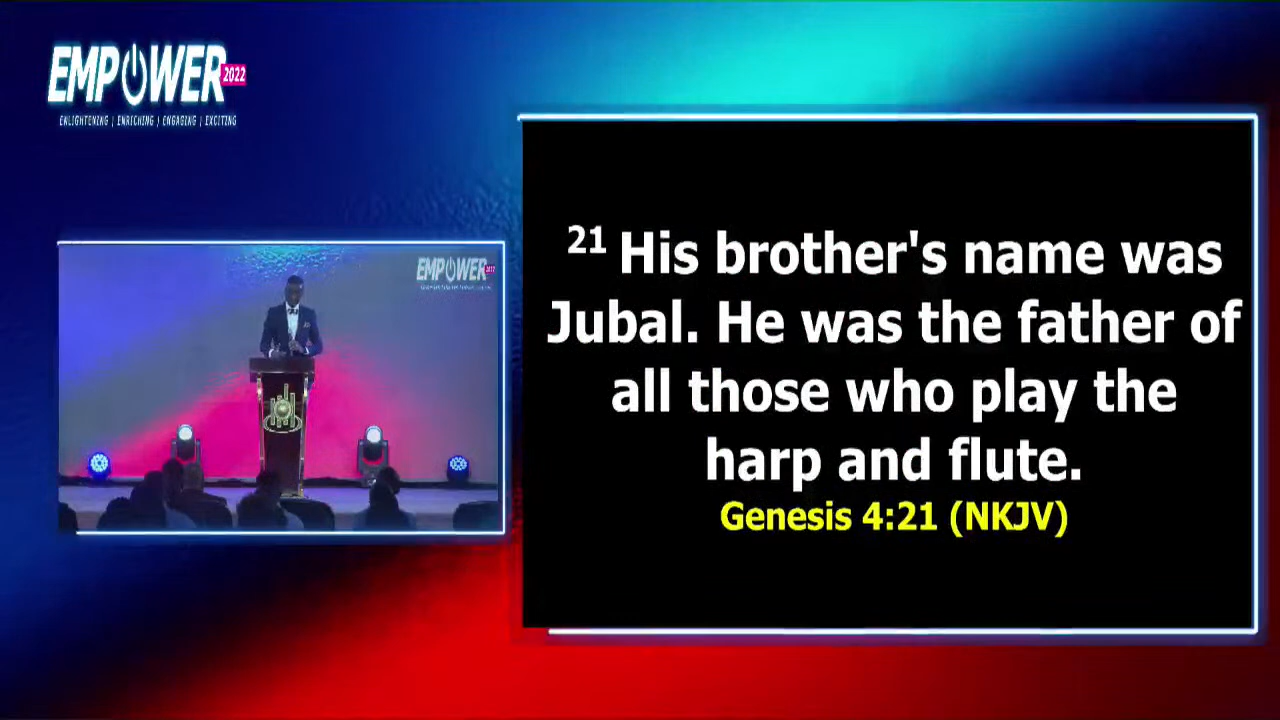 EMPOWER 2022
ENLIGHTENING | ENRICHING | ENGAGING | EXCITING
EMPOWER 2022
21 His brother's name was
Jubal. He was the father of
all those who play the
harp and flute.
Genesis 4:21 (NKJV)